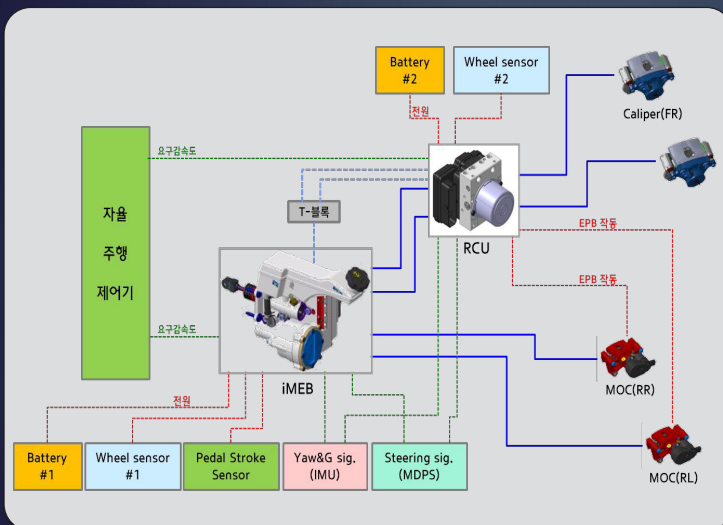 Battery
#2
Wheel sensor
#2
전원
Caliper(FR)
요구감속도
자율
주행
제어기
T-블록
RCU
EPB 작동
EPB 작동
요구감속도
iMEB
MOC(RR)
전원
Battery
#1
Wheel sensor
#1
Pedal Stroke
Sensor
Yaw&G sig.
(IMU)
Steering sig.
(MDPS)
MOC(RL)